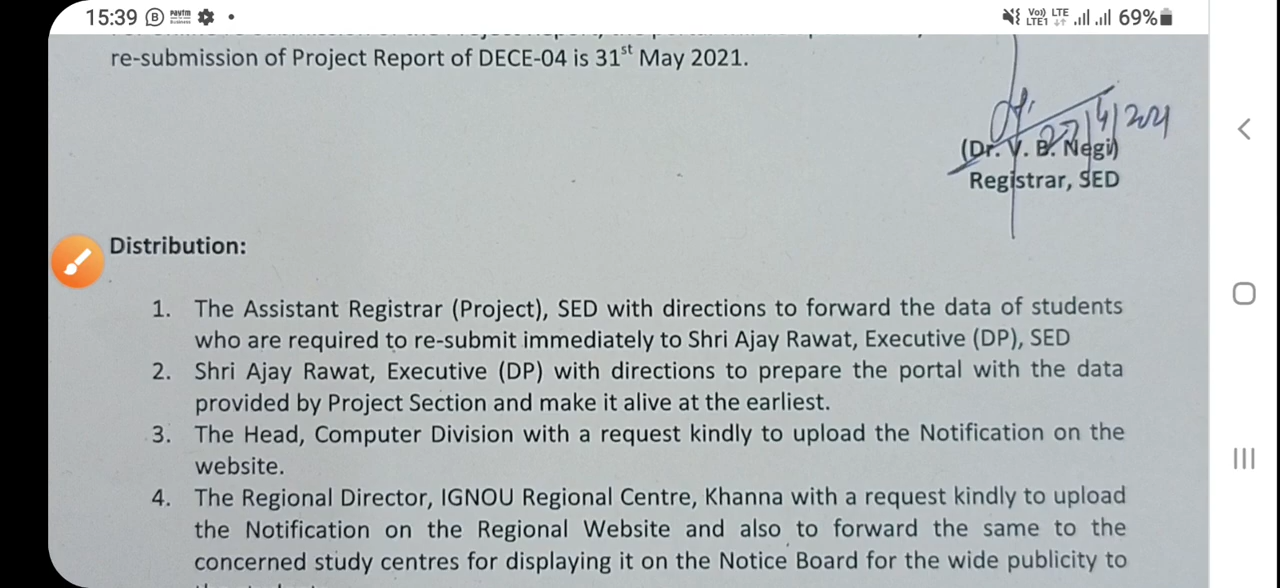 15:39 B paytm Business Vo)) LTE LTE1 69%
re-submission of Project Report of DECE-04 is 31st May 2021.
27/4/2021
(Dr. V. B. Negi)
Registrar, SED
Distribution:
1. The Assistant Registrar (Project), SED with directions to forward the data of students
who are required to re-submit immediately to Shri Ajay Rawat, Executive (DP), SED
2. Shri Ajay Rawat, Executive (DP) with directions to prepare the portal with the data
provided by Project Section and make it alive at the earliest.
3. The Head, Computer Division with a request kindly to upload the Notification on the
website.
4. The Regional Director, IGNOU Regional Centre, Khanna with a request kindly to upload
the Notification on the Regional Website and also to forward the same to the
concerned study centres for displaying it on the Notice Board for the wide publicity to